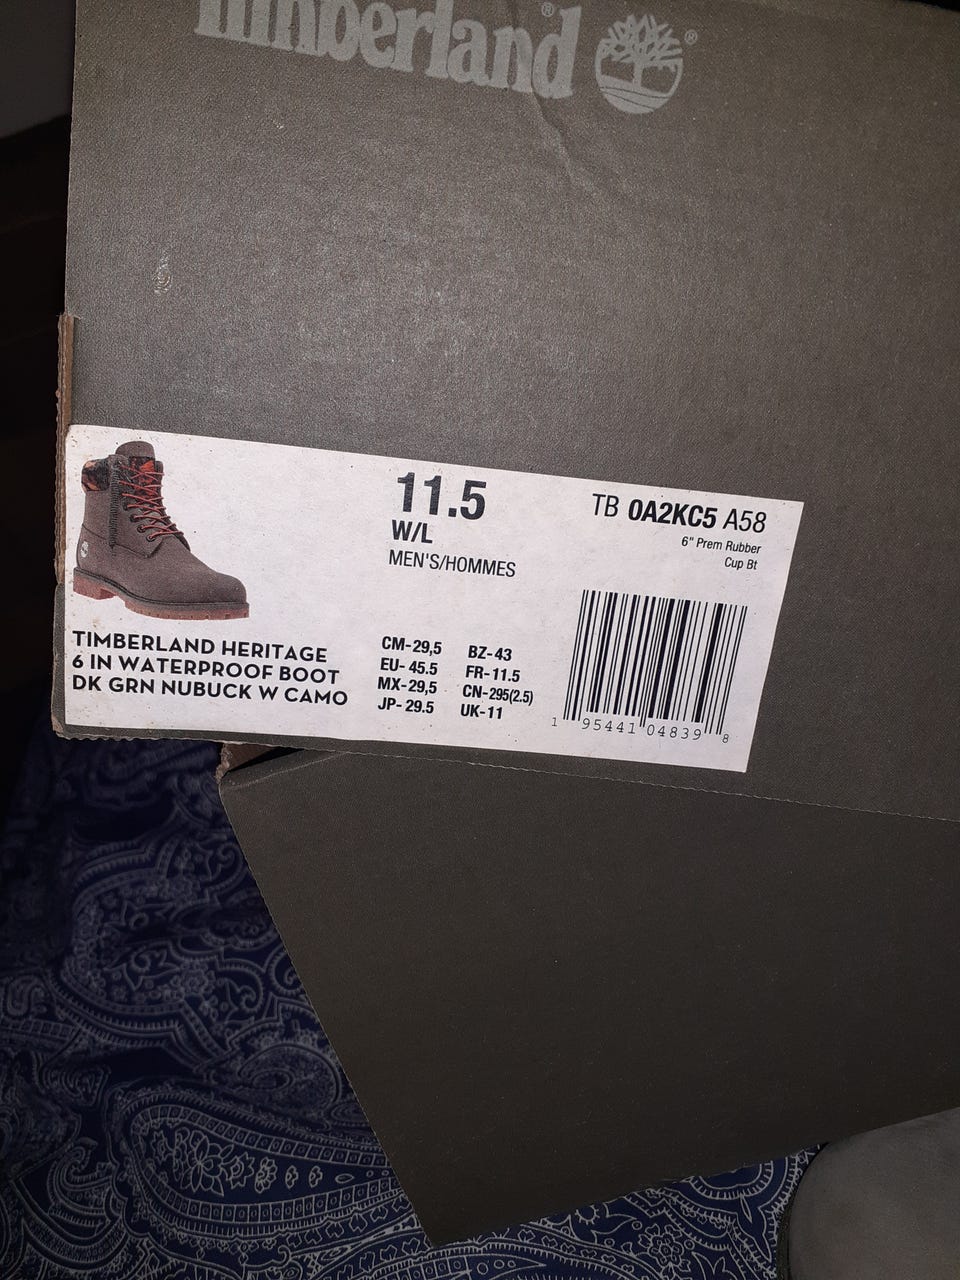 Timberland®
®
11.5
W/L
MEN'S/HOMMES
TB 0A2KC5 A58
6" Prem Rubber
Cup Bt
TIMBERLAND HERITAGE
6 IN WATERPROOF BOOT
DK GRN NUBUCK W CAMO
CM-29,5 BZ-43
EU- 45.5 FR-11.5
MX-29,5 CN-295(2.5)
JP- 29.5 UK-11
1 95441 04839 8